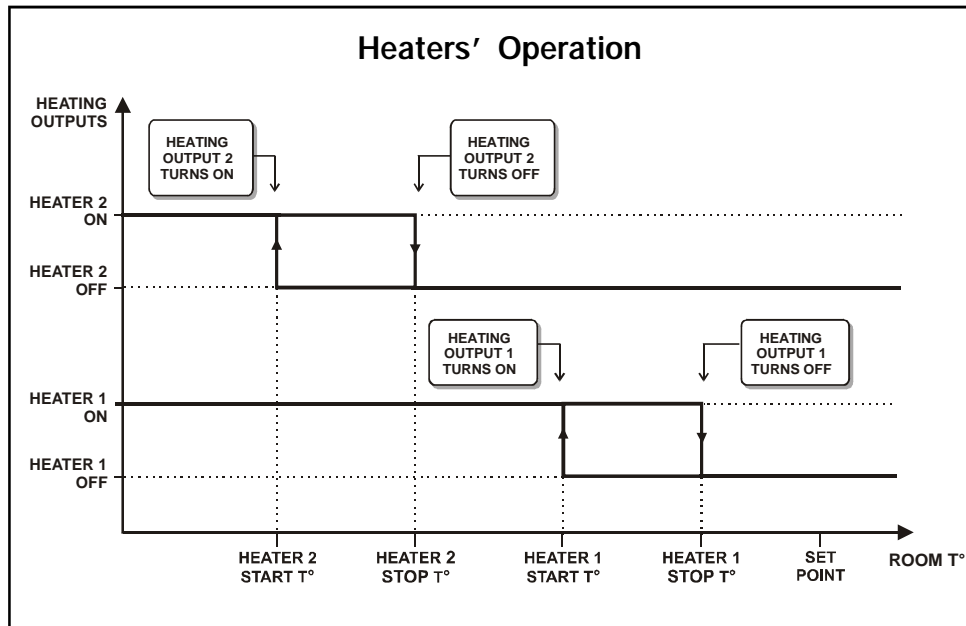 Heaters' Operation
HEATING
OUTPUTS
HEATING
OUTPUT 2
TURNS ON
HEATING
OUTPUT 2
TURNS OFF
HEATER 2
ON
HEATER 2
OFF
HEATING
OUTPUT 1
TURNS ON
HEATING
OUTPUT 1
TURNS OFF
HEATER 1
ON
HEATER 1
OFF
HEATER 2
START T°
HEATER 2
STOP T°
HEATER 1
START T°
HEATER 1
STOP T°
SET
POINT
ROOM T°